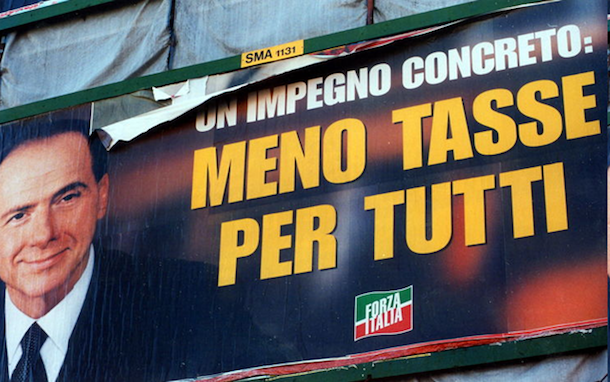 SMA 1131
UN IMPEGNO CONCRETO:
MENO TASSE
PER TUTTI
FORZA
ITALIA